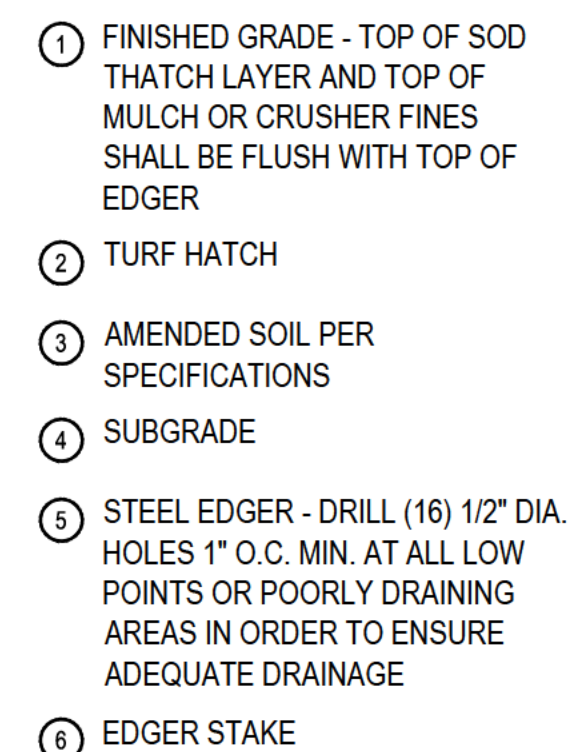 1 FINISHED GRADE - TOP OF SOD
THATCH LAYER AND TOP OF
MULCH OR CRUSHER FINES
SHALL BE FLUSH WITH TOP OF
EDGER
2 TURF HATCH
3 AMENDED SOIL PER
SPECIFICATIONS
4 SUBGRADE
5 STEEL EDGER - DRILL (16) 1/2" DIA.
HOLES 1" O.C. MIN. AT ALL LOW
POINTS OR POORLY DRAINING
AREAS IN ORDER TO ENSURE
ADEQUATE DRAINAGE
6 EDGER STAKE